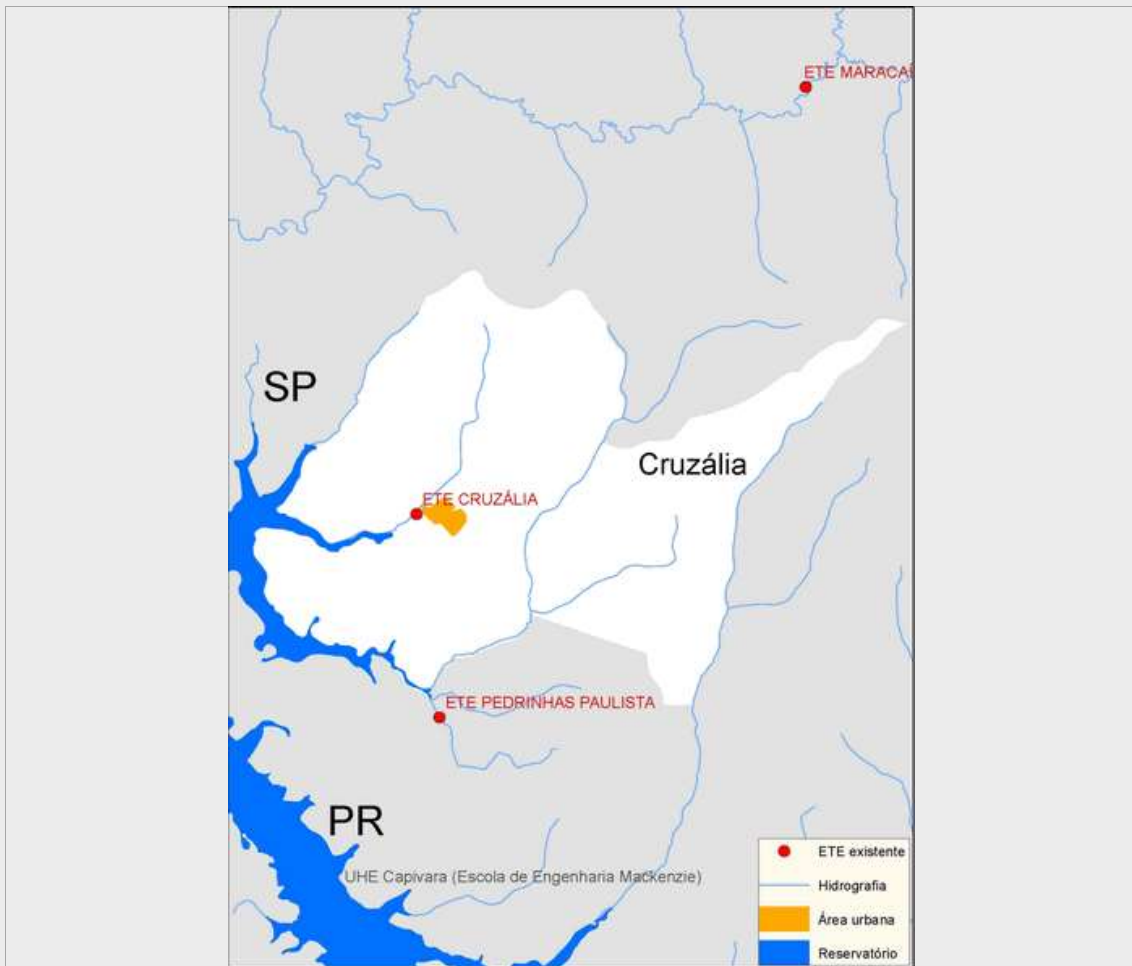 ETE MARACAÍ
SP
Cruzália
ETE CRUZÁLIA
ETE PEDRINHAS PAULISTA
PR
UHE Capivara (Escola de Engenharia Mackenzie)
ETE existente
Hidrografia
Área urbana
Reservatório